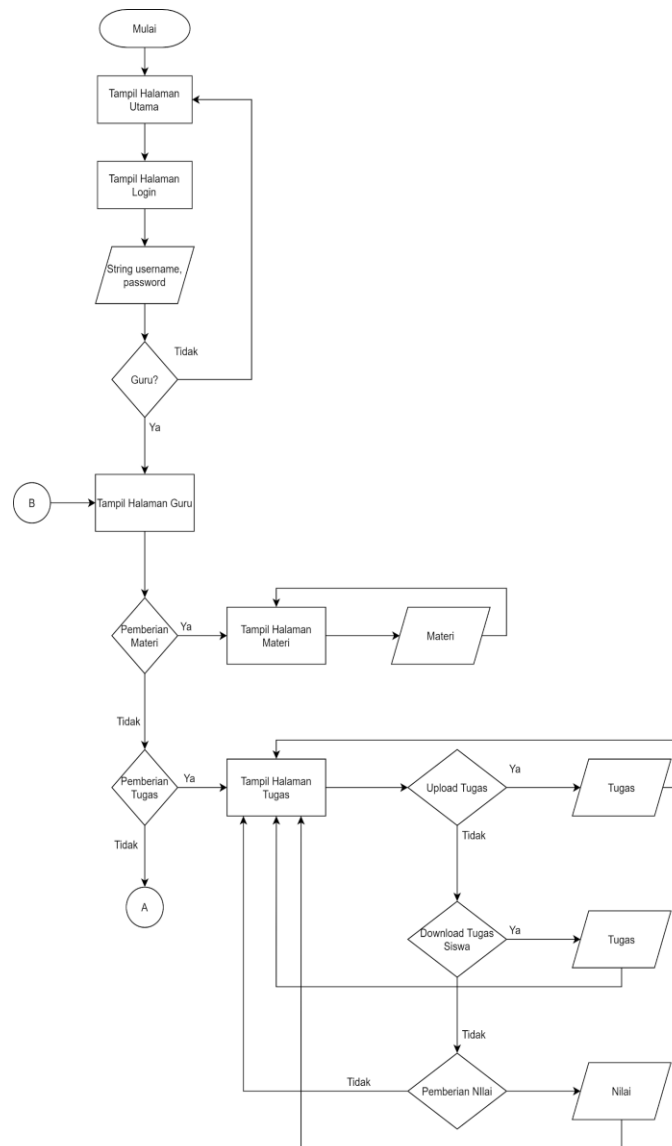 Mulai
Tampil Halaman
Utama
Tampil Halaman
Login
String username,
password
Tidak
Guru?
Ya
B
Tampil Halaman Guru
Pemberian
Materi
Ya
Tampil Halaman
Materi
Materi
Tidak
Pemberian
Tugas
Ya
Tampil Halaman
Tugas
Upload Tugas
Ya
Tugas
Tidak
A
Tidak
Download Tugas
Siswa
Ya
Tugas
Tidak
Tidak
Pemberian NIlai
Nilai